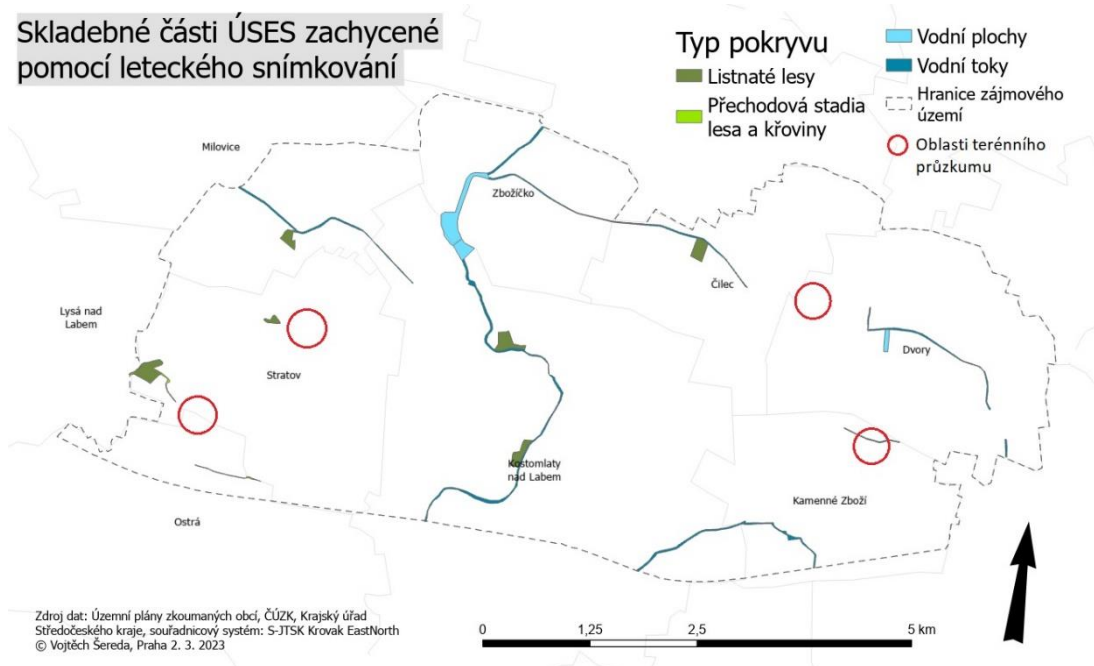 Skladebné části ÚSES zachycené
pomocí leteckého snímkování
Typ pokryvu
Listnaté lesy
Přechodová stadia
lesa a křoviny
Vodní plochy
Vodní toky
Hranice zájmového
území
Oblasti terénního
průzkumu
Milovice
Zbožíčko
Čilec
Lysá nad
Labem
Stratov
Dvory
Kostomlaty
nad Labem
Kamenné Zboží
Ostrá
Zdroj dat: Územní plány zkoumaných obcí, ČÚZK, Krajský úřad
Středočeského kraje, souřadnicový systém: S-JTSK Krovak EastNorth
© Vojtěch Šereda, Praha 2. 3. 2023
0 1,25 2,5 5 km